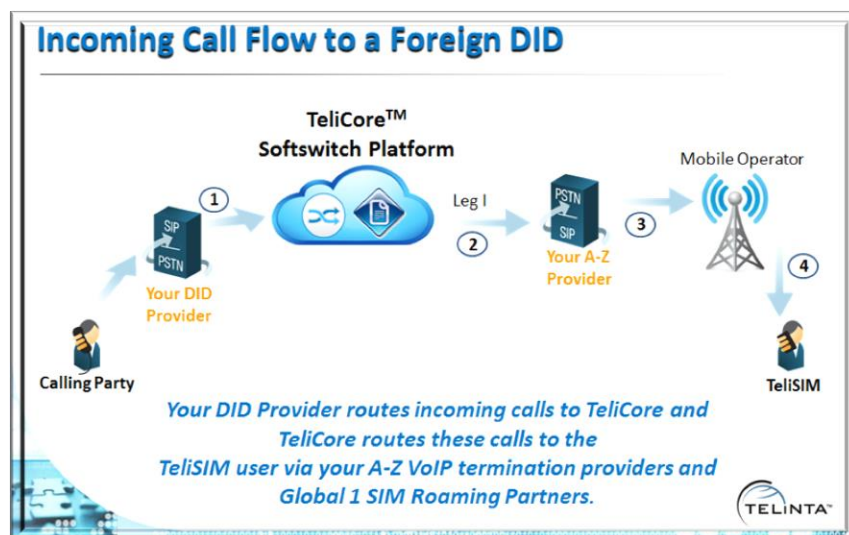 Incoming Call Flow to a Foreign DID
TeliCore™
Softswitch Platform
Mobile Operator
1
Leg I
2
3
4
SIP
PSTN
PSTN
SIP
Your DID
Provider
Your A-Z
Provider
Calling Party
TeliSIM
Your DID Provider routes incoming calls to TeliCore and
TeliCore routes these calls to the
TeliSIM user via your A-Z VoIP termination providers and
Global 1 SIM Roaming Partners.
TELINTA™